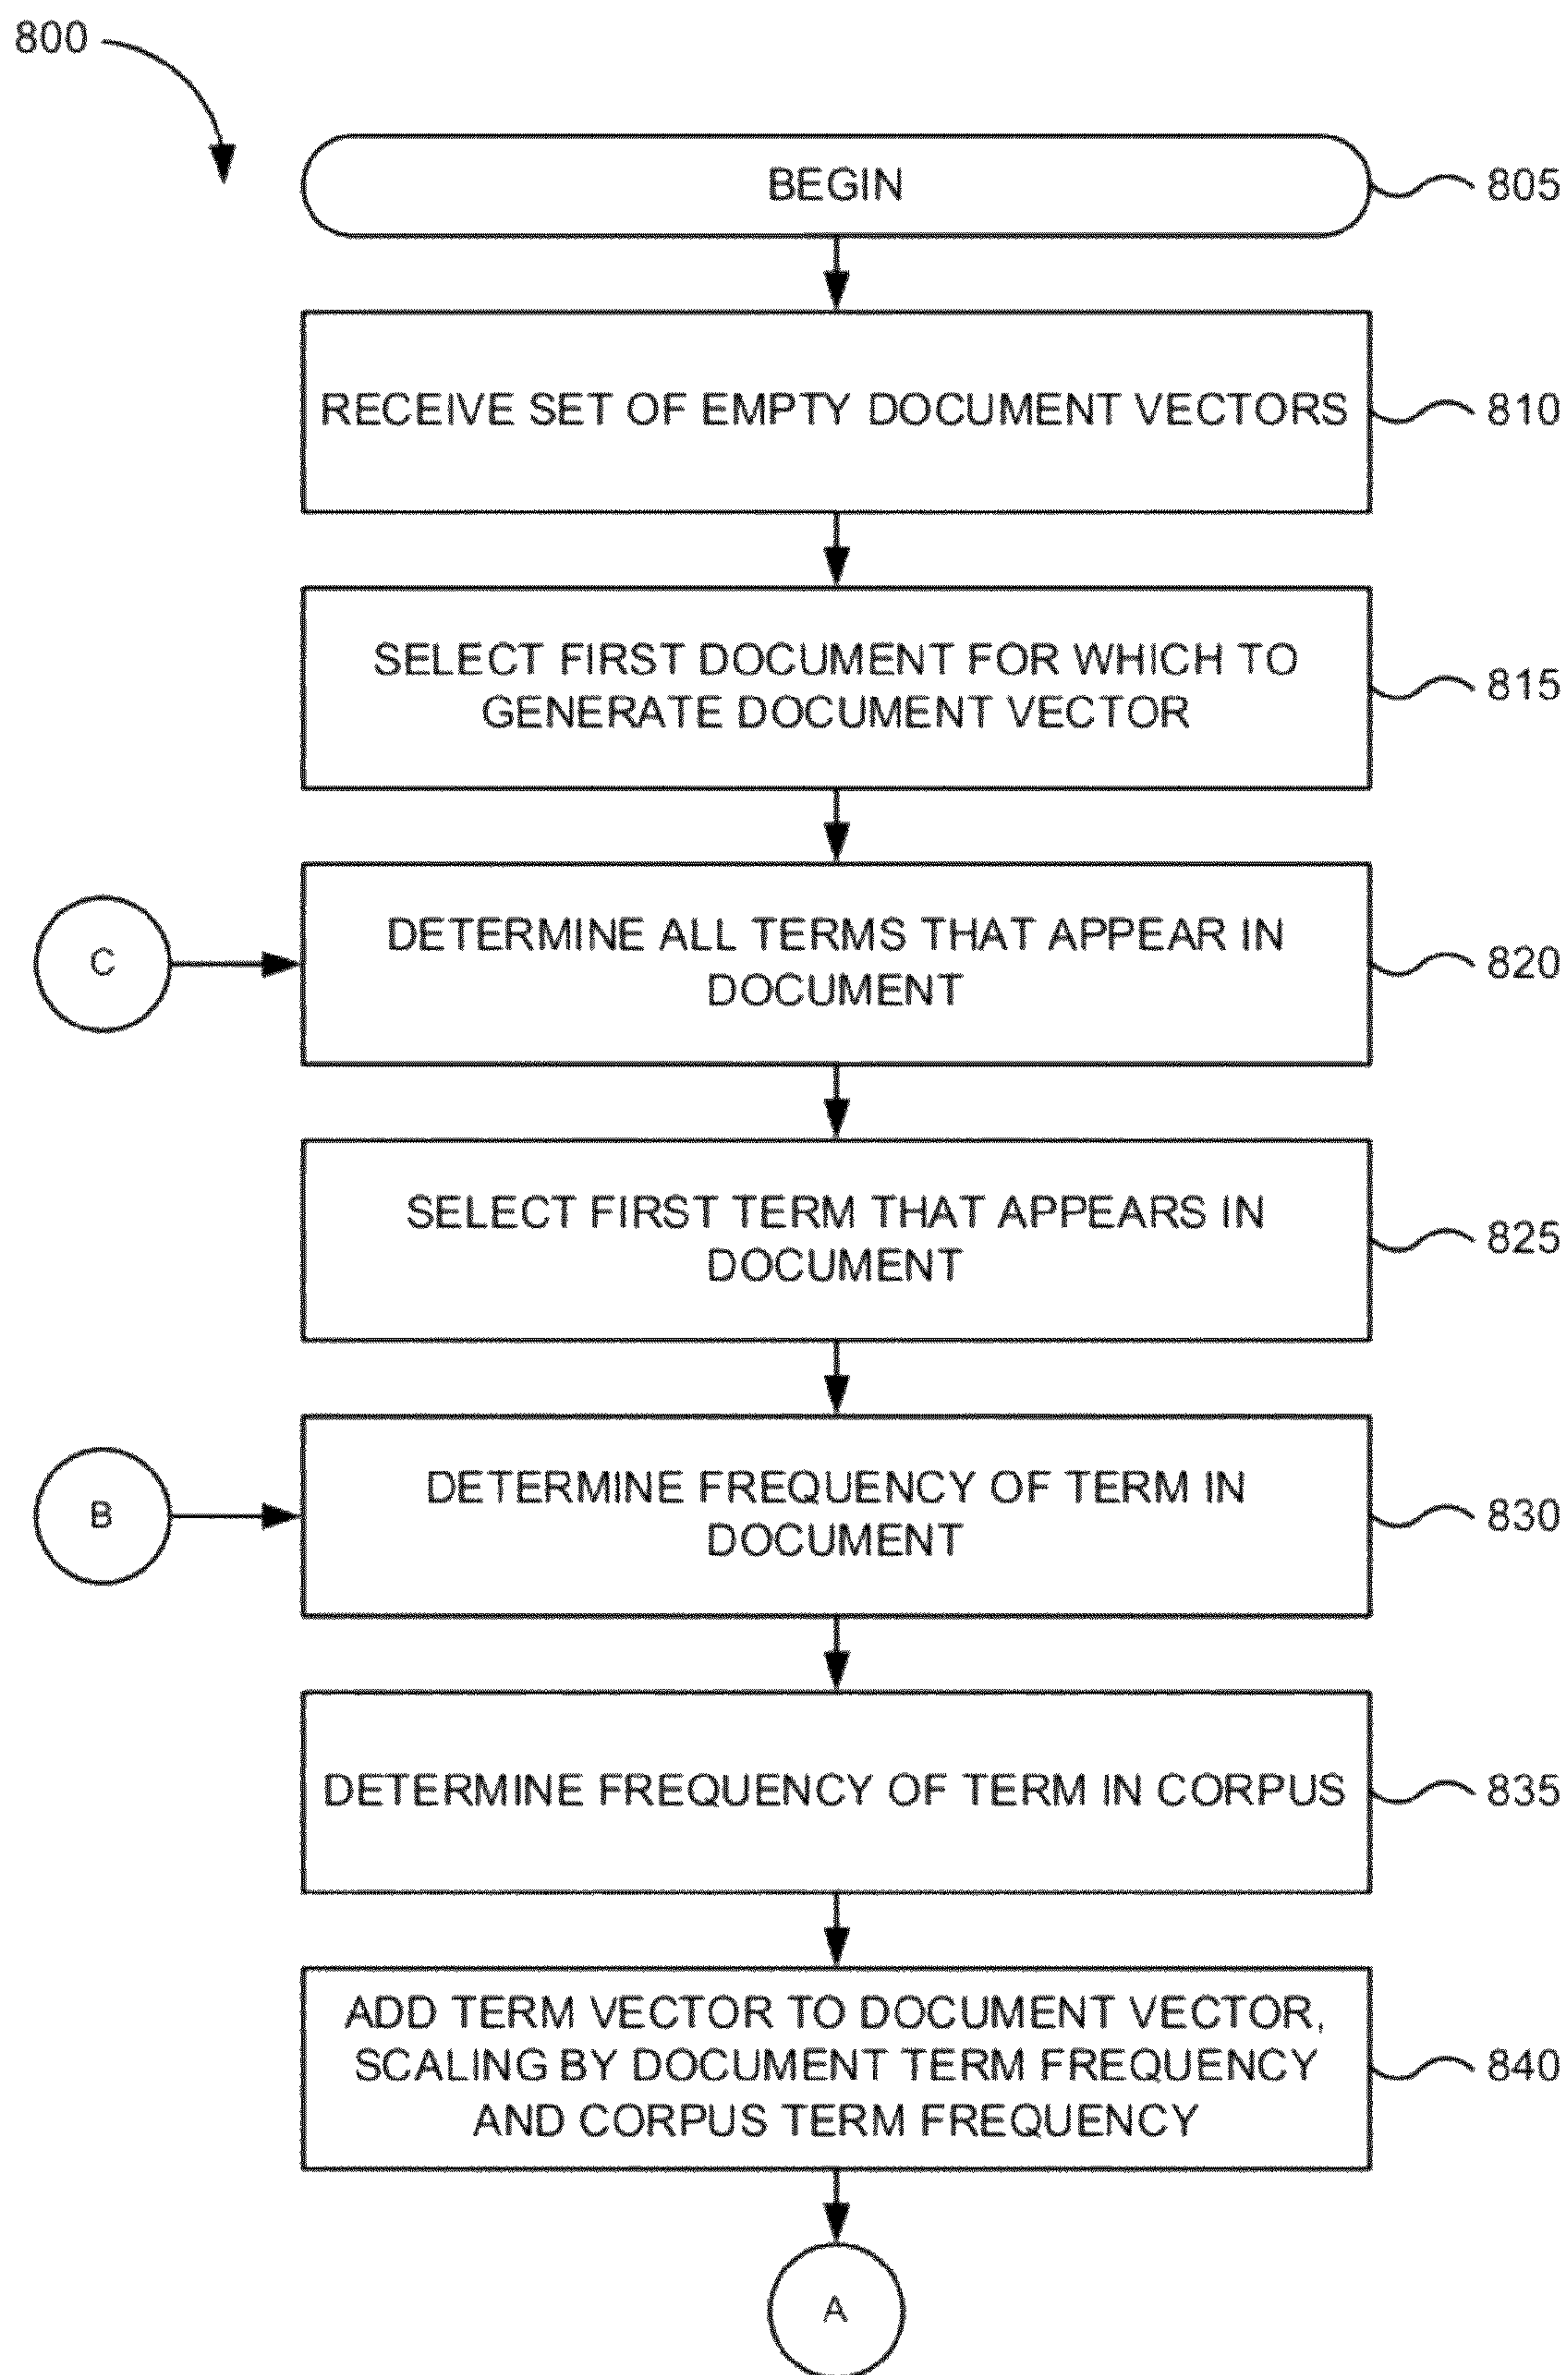 800
BEGIN
805
RECEIVE SET OF EMPTY DOCUMENT VECTORS
810
SELECT FIRST DOCUMENT FOR WHICH TO
GENERATE DOCUMENT VECTOR
815
C
DETERMINE ALL TERMS THAT APPEAR IN
DOCUMENT
820
SELECT FIRST TERM THAT APPEARS IN
DOCUMENT
825
B
DETERMINE FREQUENCY OF TERM IN
DOCUMENT
830
DETERMINE FREQUENCY OF TERM IN CORPUS
835
ADD TERM VECTOR TO DOCUMENT VECTOR,
SCALING BY DOCUMENT TERM FREQUENCY
AND CORPUS TERM FREQUENCY
840
A